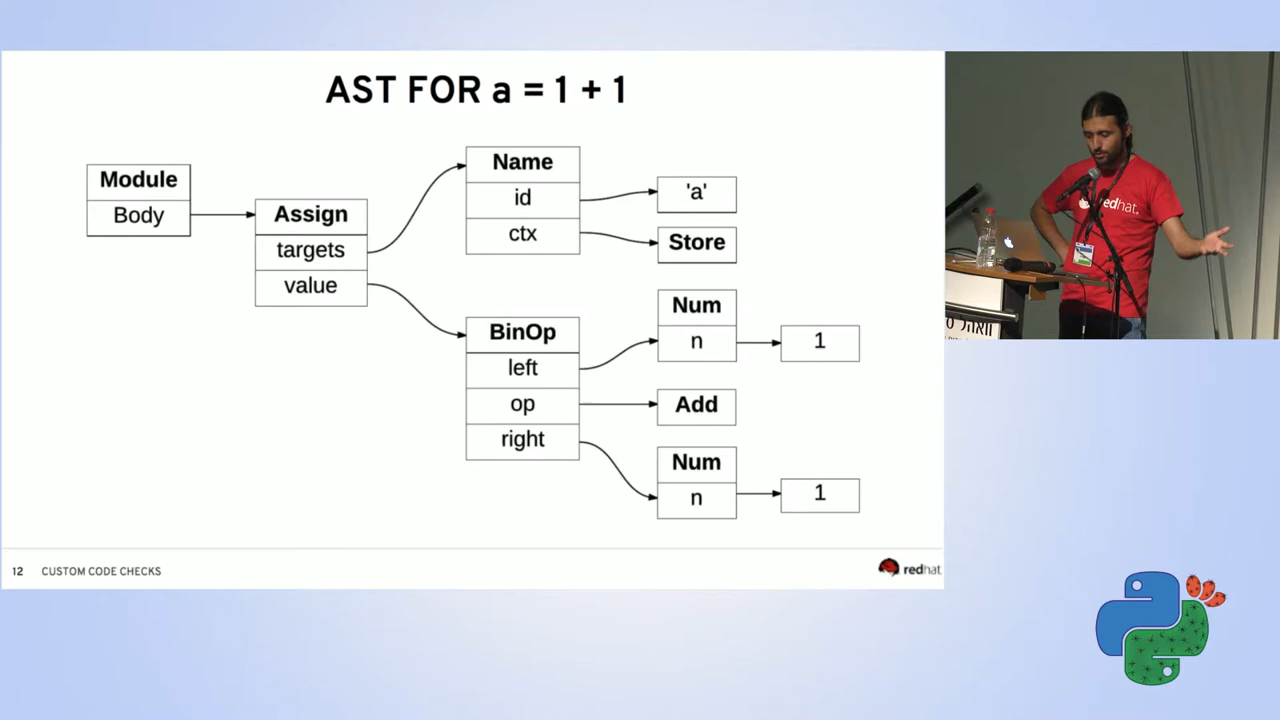 AST FOR a = 1 + 1
Module
Body
Assign
targets
value
Name
id
ctx
'a'
Store
BinOp
left
op
right
Num
n
1
Add
Num
n
1
12 CUSTOM CODE CHECKS
redhat
redhat.